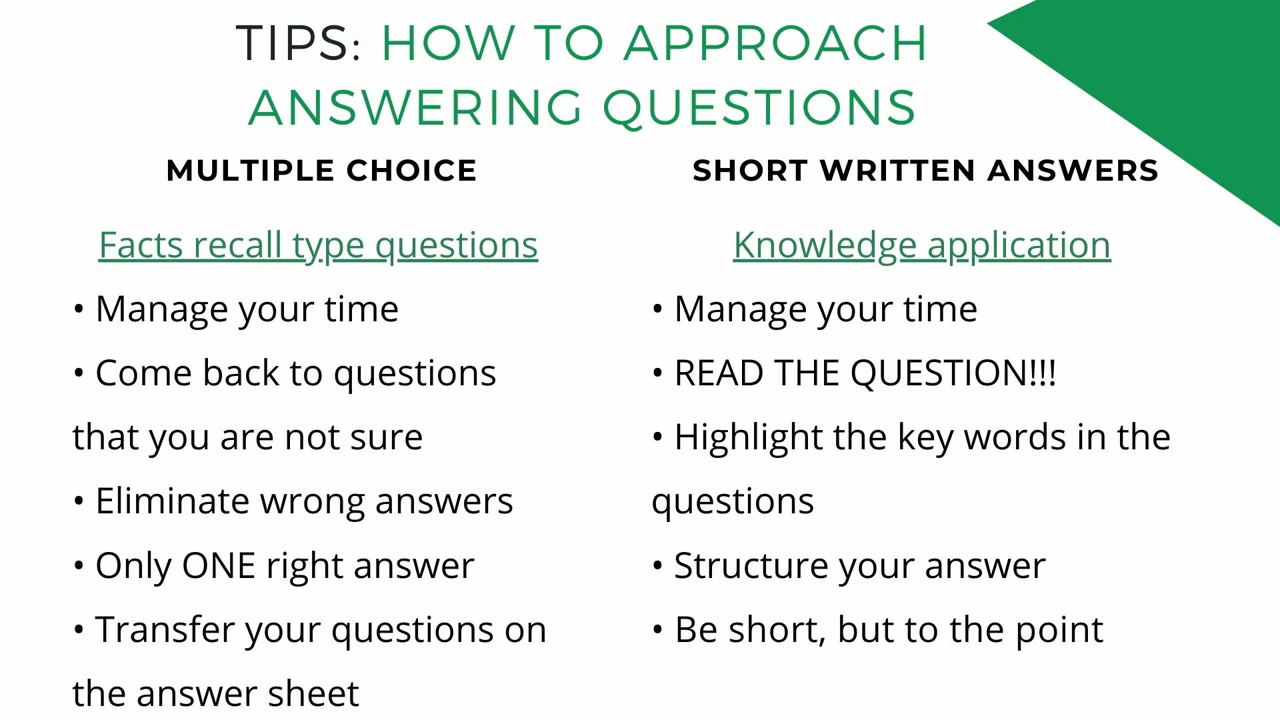 TIPS: HOW TO APPROACH
ANSWERING QUESTIONS
MULTIPLE CHOICE
Facts recall type questions
• Manage your time
• Come back to questions
that you are not sure
• Eliminate wrong answers
• Only ONE right answer
• Transfer your questions on
the answer sheet
SHORT WRITTEN ANSWERS
Knowledge application
• Manage your time
• READ THE QUESTION!!!
• Highlight the key words in the
questions
• Structure your answer
• Be short, but to the point